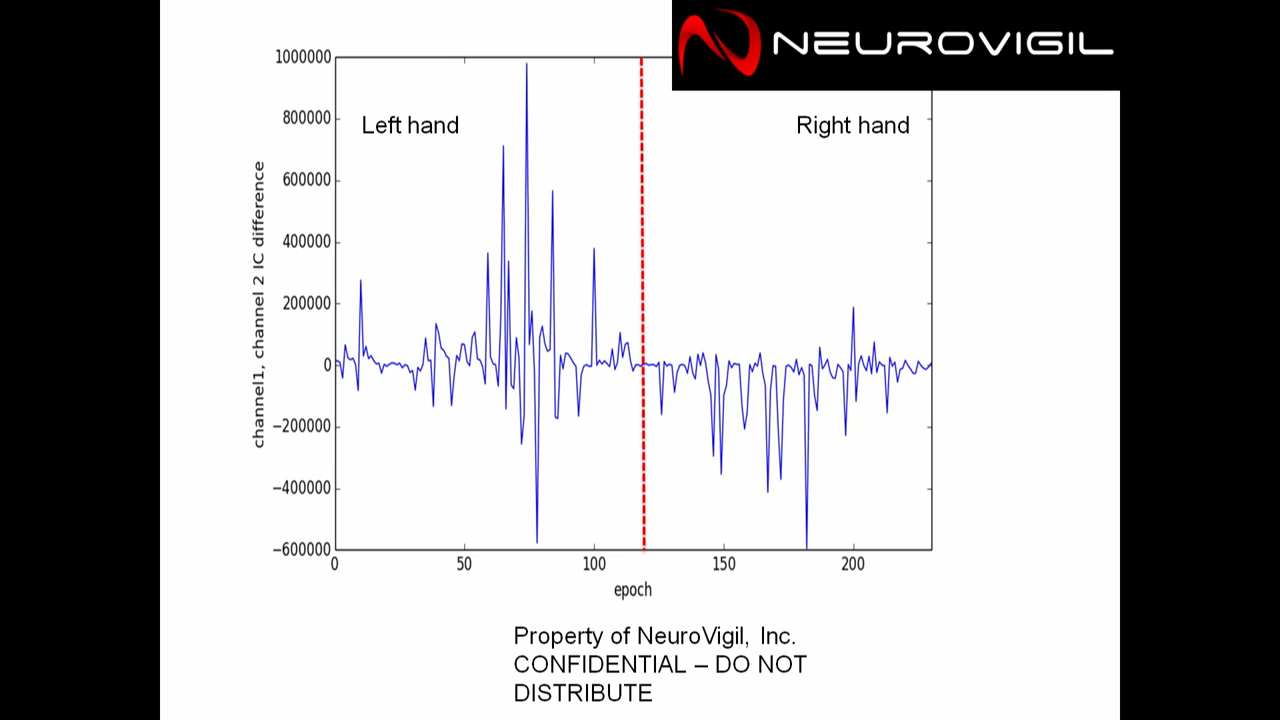 NEUROVIGIL
1000000
800000
600000
400000
200000
0
−200000
−400000
−600000
channel1, channel 2 IC difference
Left hand
Right hand
0 50 100 150 200
epoch
Property of NeuroVigil, Inc.
CONFIDENTIAL – DO NOT
DISTRIBUTE